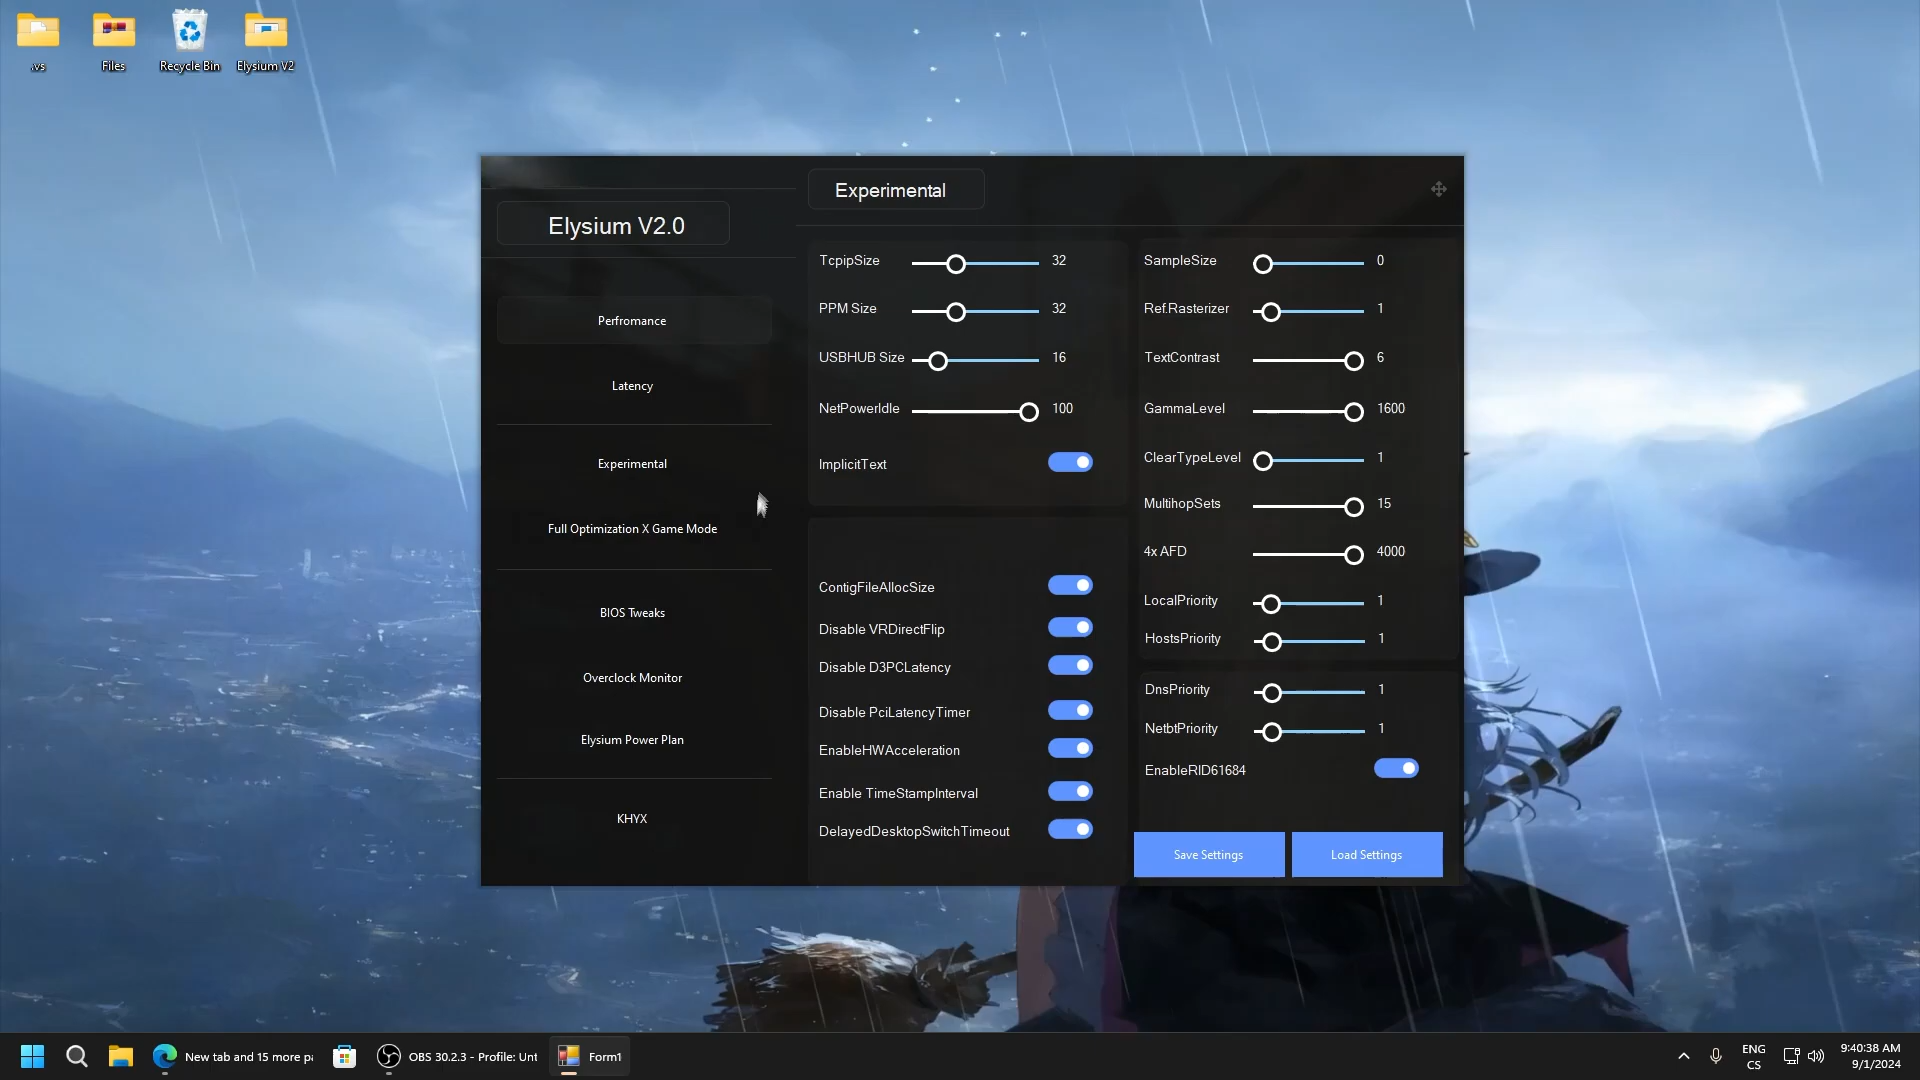 .vs
Files
Recycle Bin
Elysium V2
Experimental
Elysium V2.0
Perfromance
Latency
Experimental
Full Optimization X Game Mode
BIOS Tweaks
Overclock Monitor
Elysium Power Plan
KHYX
TcpipSize 32
PPM Size 32
USBHUB Size 16
NetPowerIdle 100
ImplicitText
ContigFileAllocSize
Disable VRDirectFlip
Disable D3PCLatency
Disable PciLatencyTimer
EnableHWAcceleration
Enable TimeStampInterval
DelayedDesktopSwitchTimeout
SampleSize 0
Ref.Rasterizer 1
TextContrast 6
GammaLevel 1600
ClearTypeLevel 1
MultihopSets 15
4x AFD 4000
LocalPriority 1
HostsPriority 1
DnsPriority 1
NetbtPriority 1
EnableRID61684
Save Settings
Load Settings
New tab and 15 more pa
OBS 30.2.3 - Profile: Unt
Form1
ENG
CS
9:40:38 AM
9/1/2024